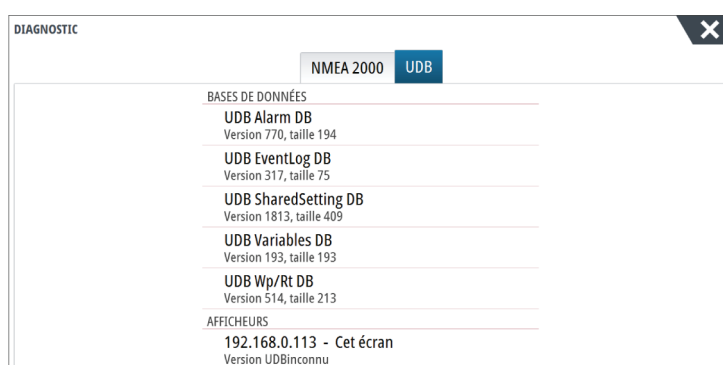 DIAGNOSTIC
NMEA 2000 UDB
BASES DE DONNÉES
UDB Alarm DB
Version 770, taille 194
UDB EventLog DB
Version 317, taille 75
UDB SharedSetting DB
Version 1813, taille 409
UDB Variables DB
Version 193, taille 193
UDB Wp/Rt DB
Version 514, taille 213
AFFICHEURS
192.168.0.113 - Cet écran
Version UDBinconnu